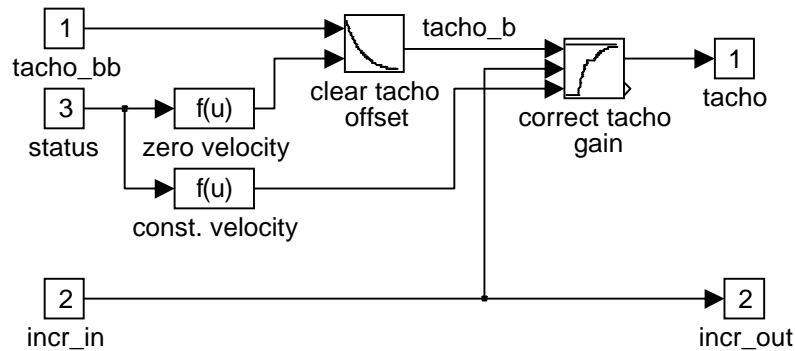 1
tacho_bb
3
status
f(u)
zero velocity
f(u)
const. velocity
clear tacho
offset
tacho_b
correct tacho
gain
1
tacho
2
incr_in
2
incr_out